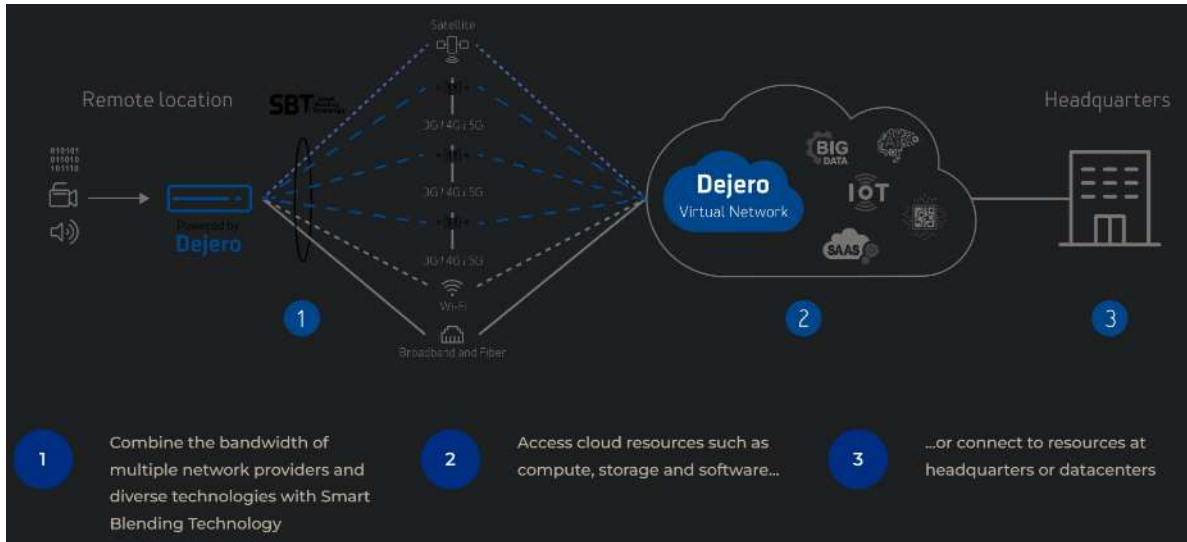 Satellite
Remote location
SBT
Headquarters
3G / 4G / 5G
010101
011010
101110
BIG
DATA
AI
Dejero
Virtual Network
IOT
3G / 4G / 5G
Powered by
Dejero
SAAS
3G / 4G / 5G
Wi-Fi
1
2
3
Broadband and Fiber
1
Combine the bandwidth of
multiple network providers and
diverse technologies with Smart
Blending Technology
2
Access cloud resources such as
compute, storage and software...
3
...or connect to resources at
headquarters or datacenters